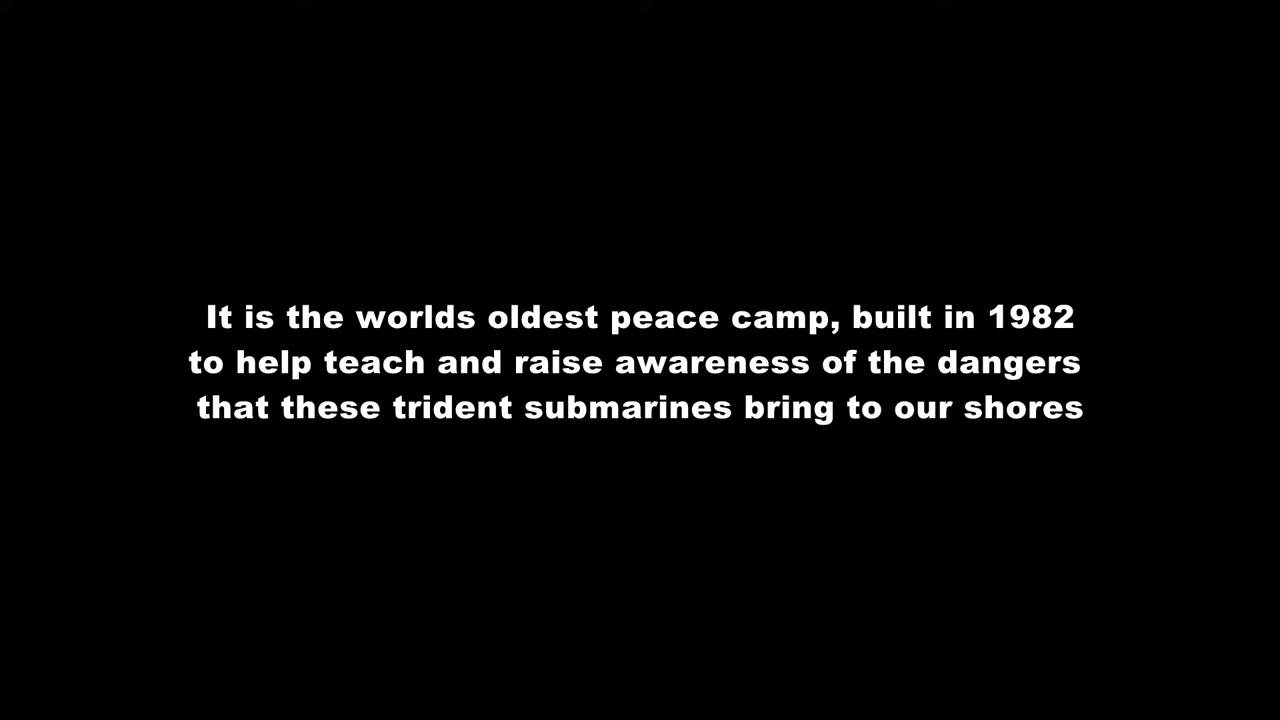 It is the worlds oldest peace camp, built in 1982
to help teach and raise awareness of the dangers
that these trident submarines bring to our shores